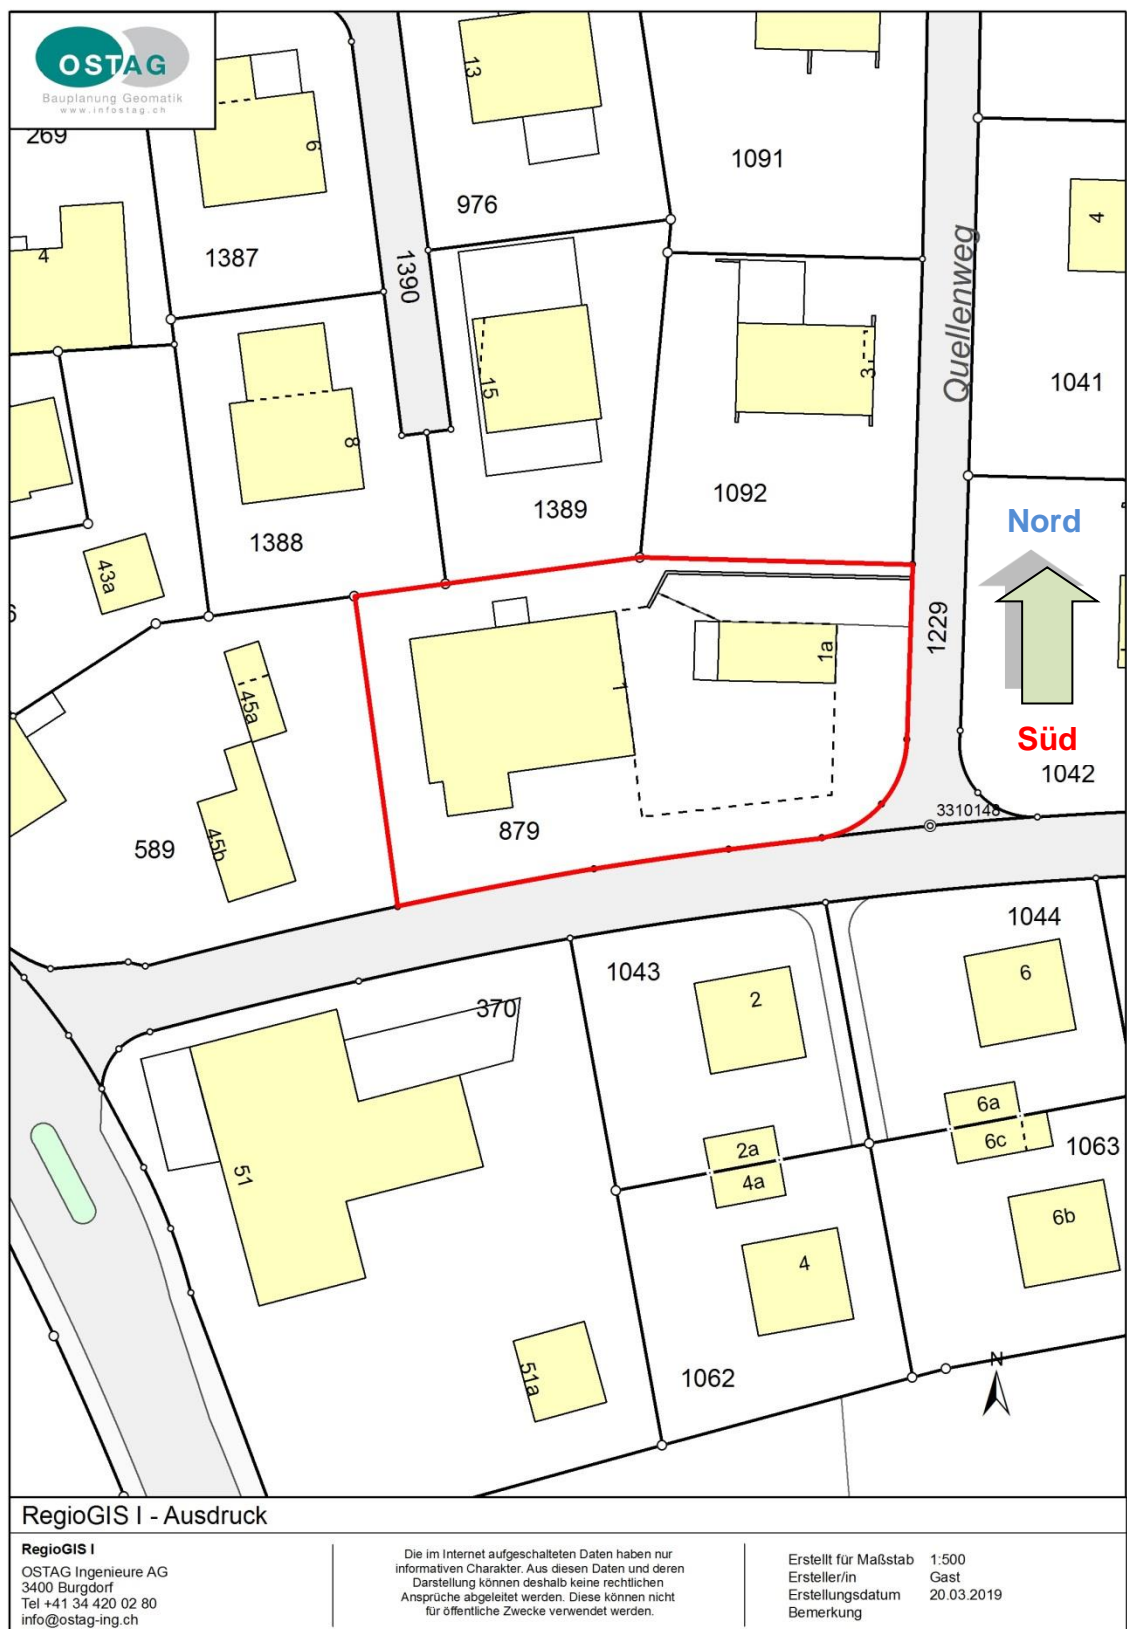 OSTAG
Bauplanung Geomatik
www.infostag.ch
269
13
6
1091
976
4
1387
1390
Quellenweg
4
15
3
1041
8
1092
1389
1388
Nord
43a
6
1229
1a
1
45a
Süd
1042
3310148
879
45b
589
1044
1043
2
6
370
6a
2a
6c
1063
4a
51
6b
4
51a
1062
N
RegioGIS I - Ausdruck
RegioGIS I
OSTAG Ingenieure AG
3400 Burgdorf
Tel +41 34 420 02 80
info@ostag-ing.ch
Die im Internet aufgeschalteten Daten haben nur
informativen Charakter. Aus diesen Daten und deren
Darstellung können deshalb keine rechtlichen
Ansprüche abgeleitet werden. Diese können nicht
für öffentliche Zwecke verwendet werden.
Erstellt für Maßstab 1:500
Ersteller/in Gast
Erstellungsdatum 20.03.2019
Bemerkung